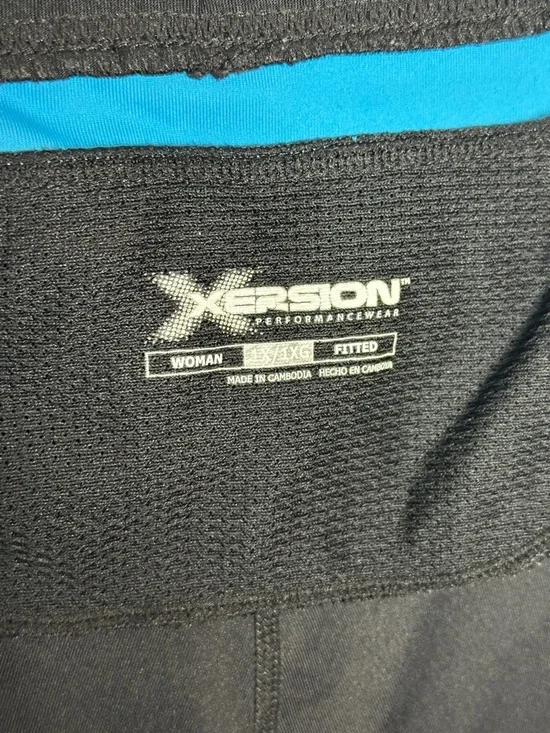 XERSION™
PERFORMANCEWEAR
WOMAN 1X/1XG FITTED
MADE IN CAMBODIA HECHO EN CAMBOYA